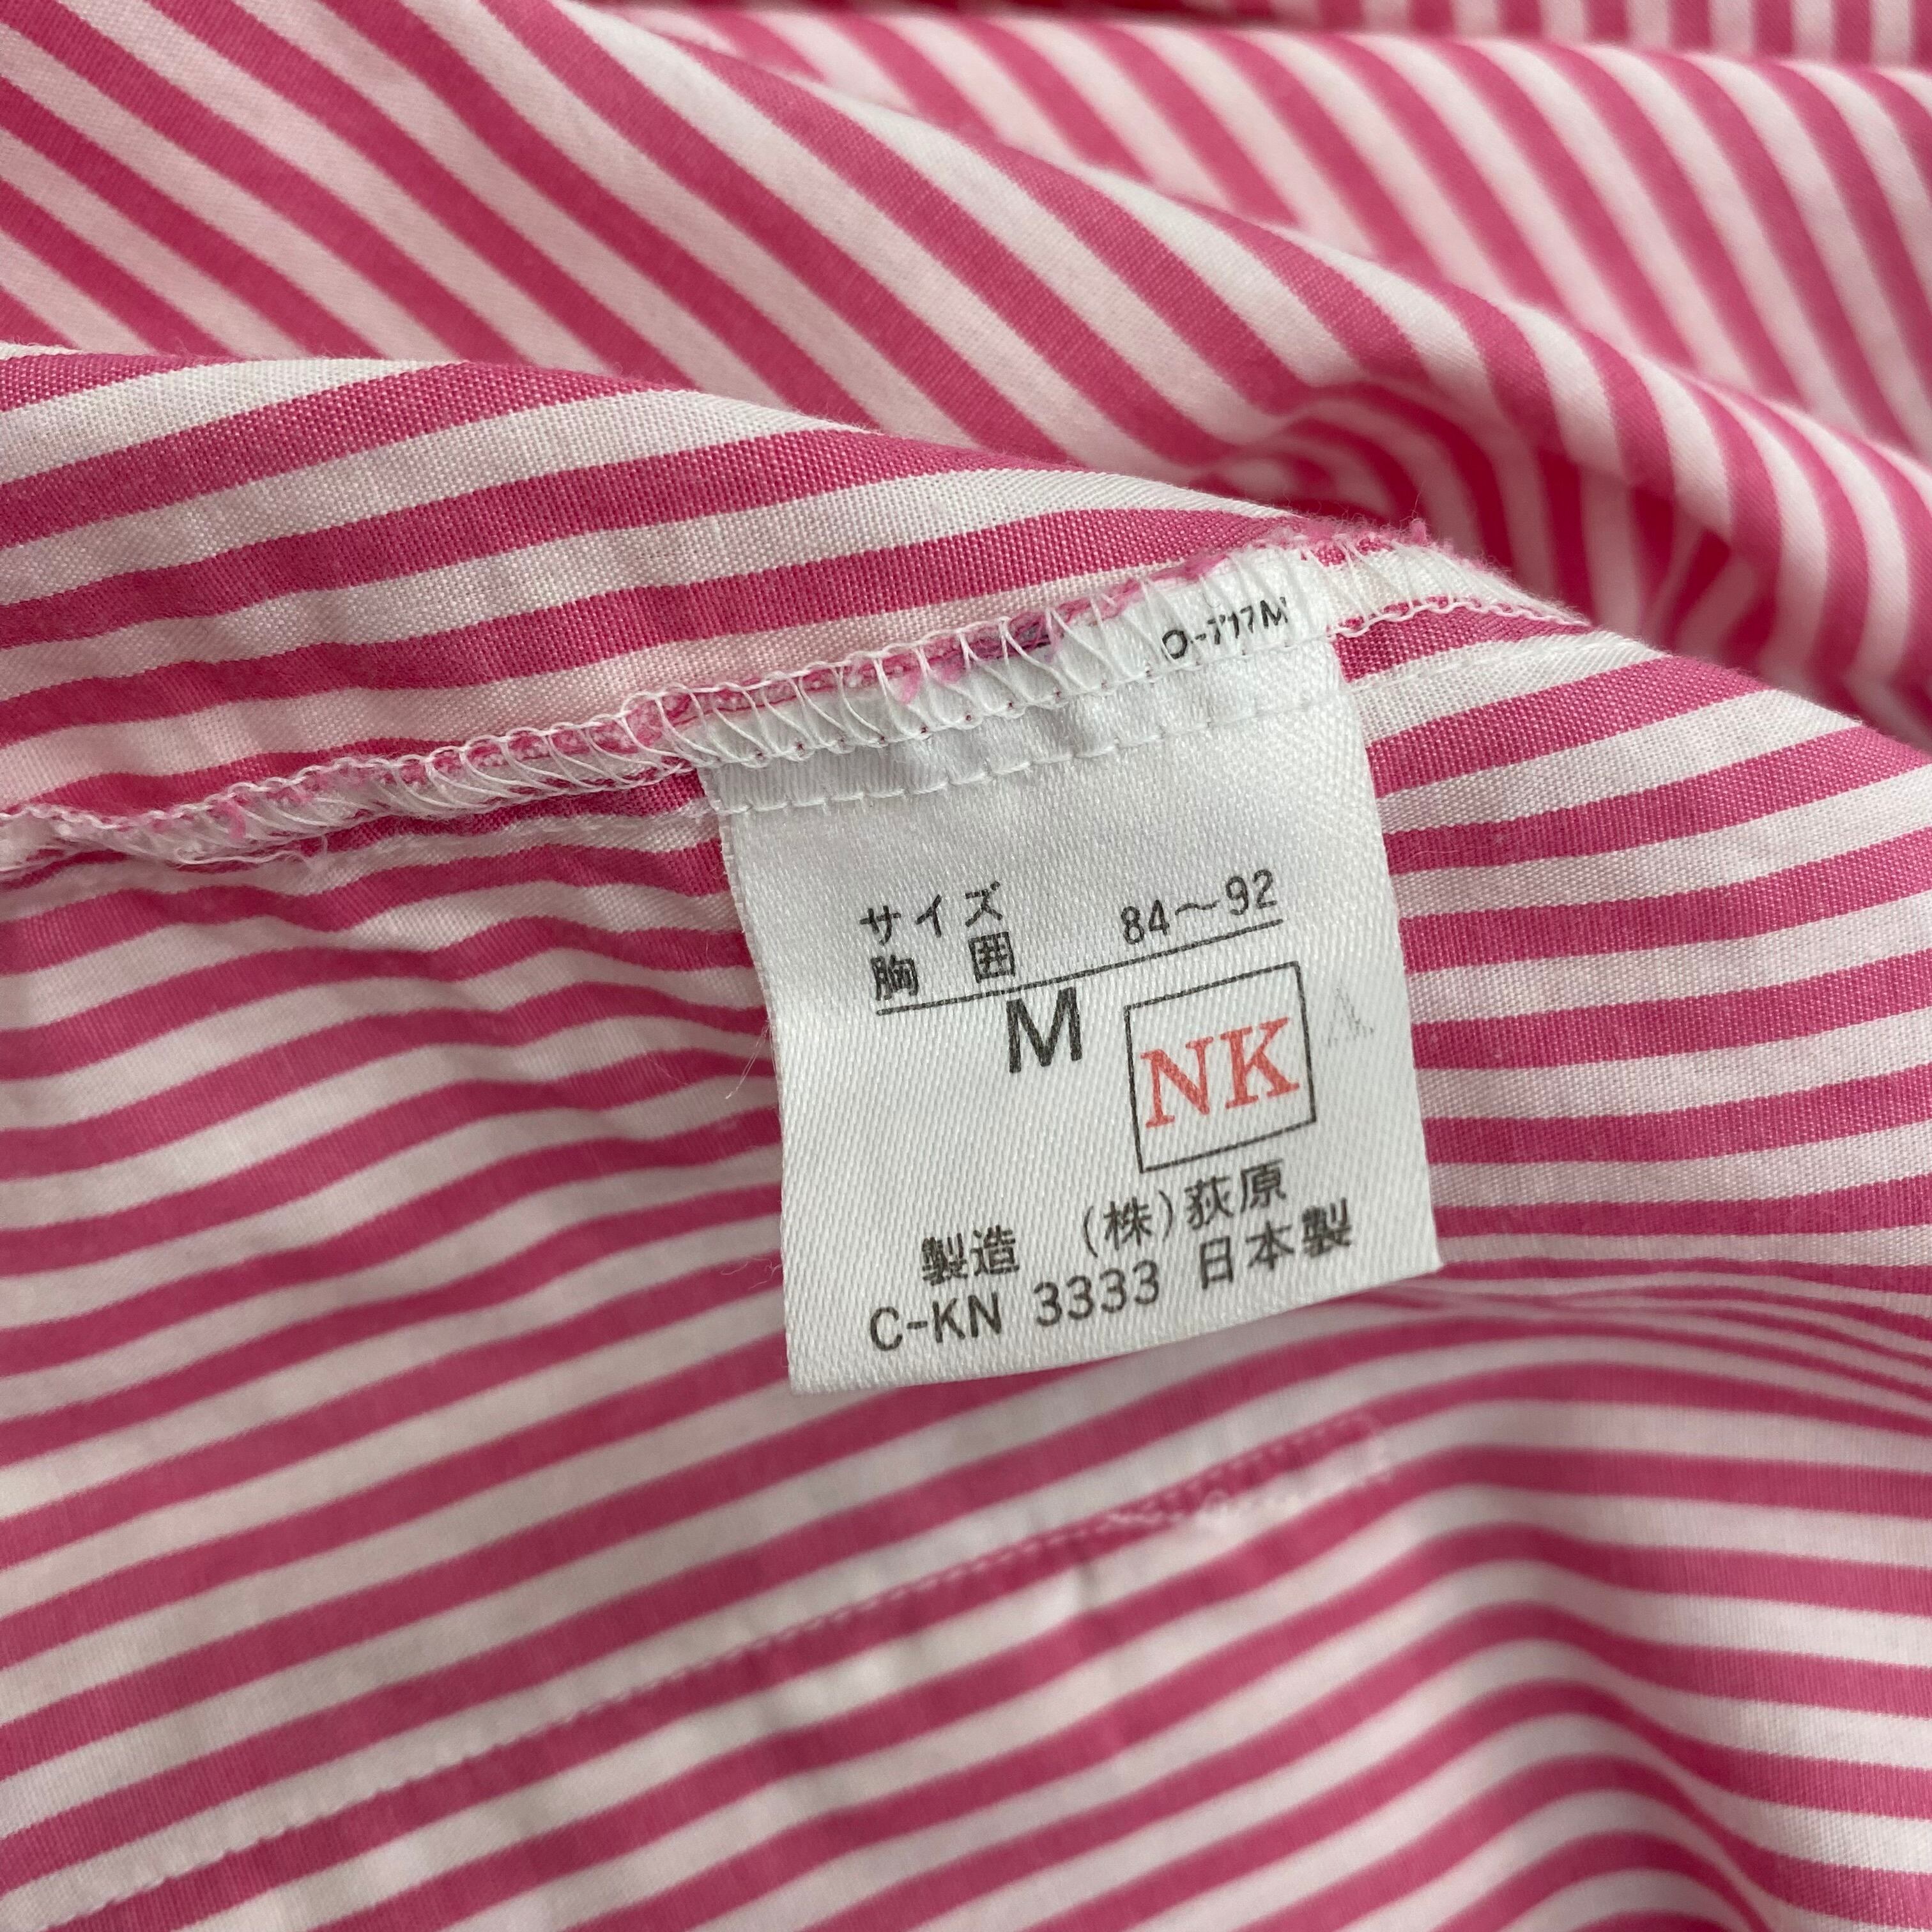 サイズ
胸囲 84～92
M
NK
製造 (株)荻原
C-KN 3333 日本製